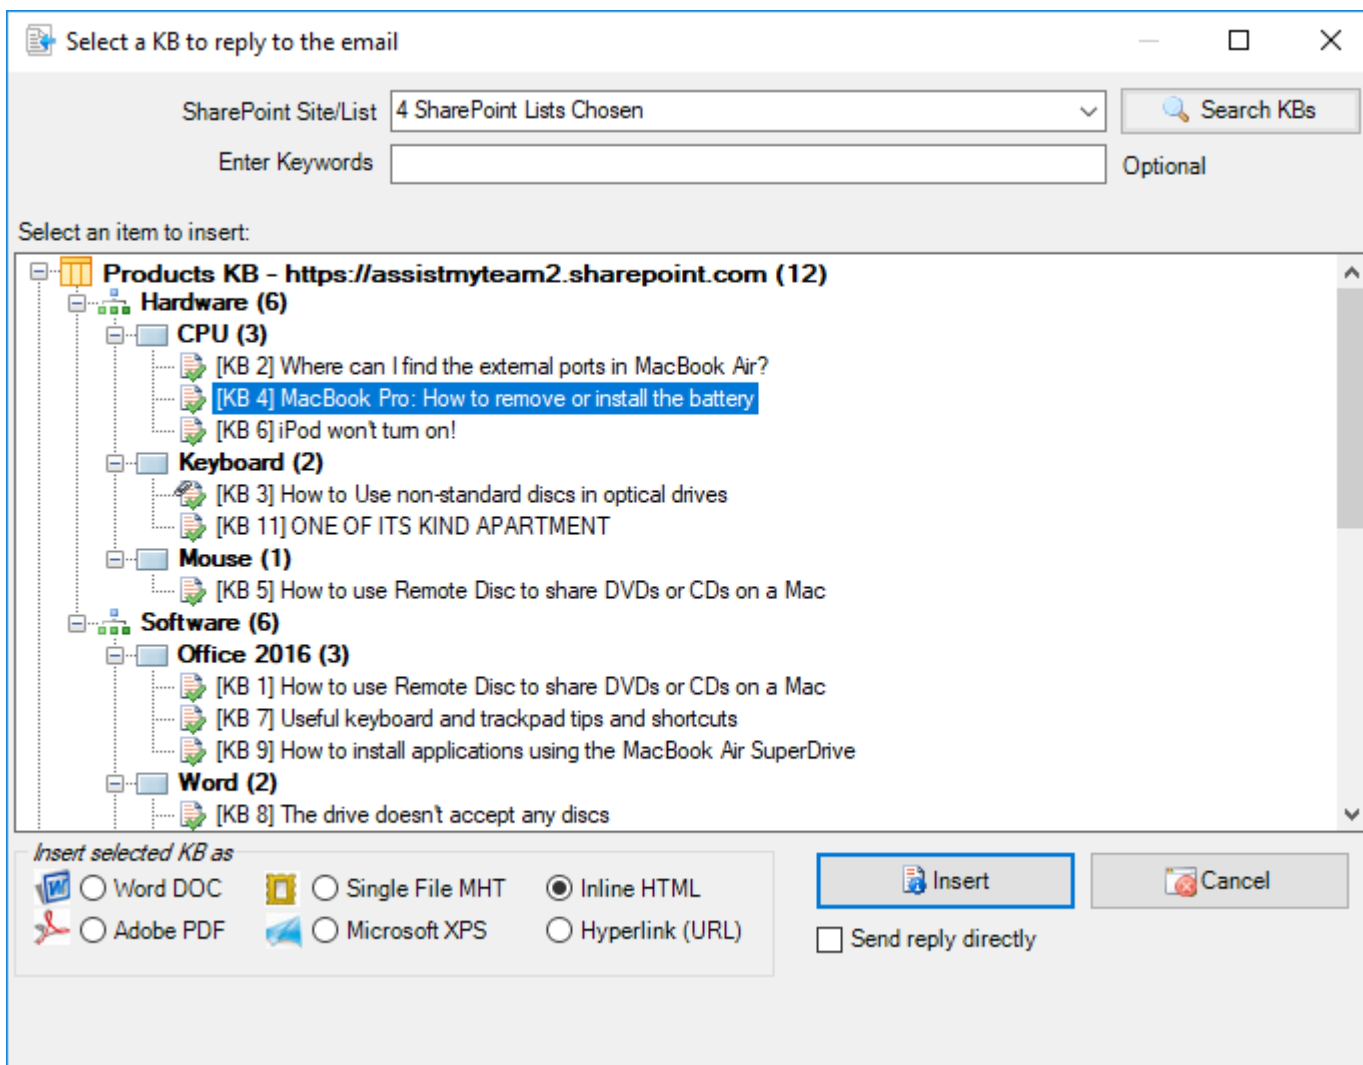 Select a KB to reply to the email
SharePoint Site/List 4 SharePoint Lists Chosen Search KBs
Enter Keywords Optional
Select an item to insert:
Products KB - https://assistmyteam2.sharepoint.com (12)
Hardware (6)
CPU (3)
[KB 2] Where can I find the external ports in MacBook Air?
[KB 4] MacBook Pro: How to remove or install the battery
[KB 6] iPod won't turn on!
Keyboard (2)
[KB 3] How to Use non-standard discs in optical drives
[KB 11] ONE OF ITS KIND APARTMENT
Mouse (1)
[KB 5] How to use Remote Disc to share DVDs or CDs on a Mac
Software (6)
Office 2016 (3)
[KB 1] How to use Remote Disc to share DVDs or CDs on a Mac
[KB 7] Useful keyboard and trackpad tips and shortcuts
[KB 9] How to install applications using the MacBook Air SuperDrive
Word (2)
[KB 8] The drive doesn't accept any discs
Insert selected KB as
Word DOC Single File MHT Inline HTML Insert Cancel
Adobe PDF Microsoft XPS Hyperlink (URL) Send reply directly